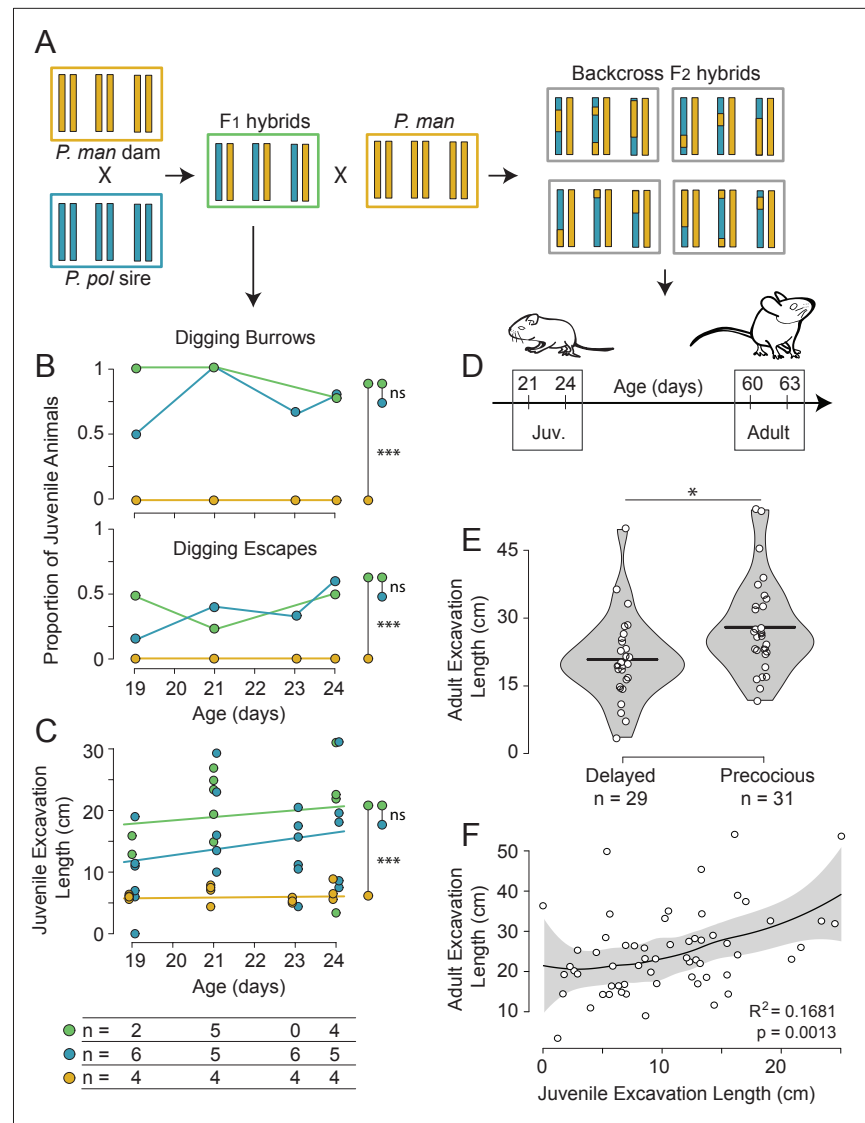 A
Backcross F2 hybrids
F1 hybrids
P. man
P. man dam
X
X
P. pol sire
Digging Burrows
B
1
0.5
0
ns
***
Proportion of Juvenile Animals
Digging Escapes
1
0.5
0
ns
***
19 20 21 22 23 24
Age (days)
C
30
20
10
0
Juvenile Excavation
Length (cm)
ns
***
19 20 21 22 23 24
Age (days)
n = 2 5 0 4
n = 6 5 6 5
n = 4 4 4 4
D
21 24 Age (days) 60 63
Juv. Adult
E
*
45
30
15
0
Adult Excavation
Length (cm)
Delayed Precocious
n = 29 n = 31
F
50
40
30
20
10
Adult Excavation
Length (cm)
R2 = 0.1681
p = 0.0013
0 10 20
Juvenile Excavation Length (cm)